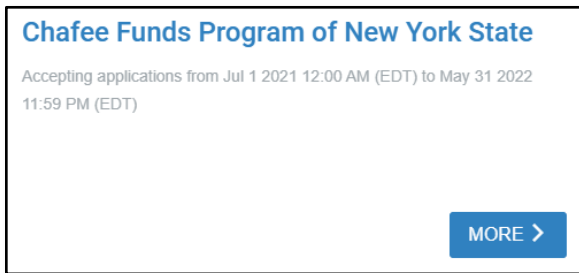 Chafee Funds Program of New York State
Accepting applications from Jul 1 2021 12:00 AM (EDT) to May 31 2022
11:59 PM (EDT)
MORE